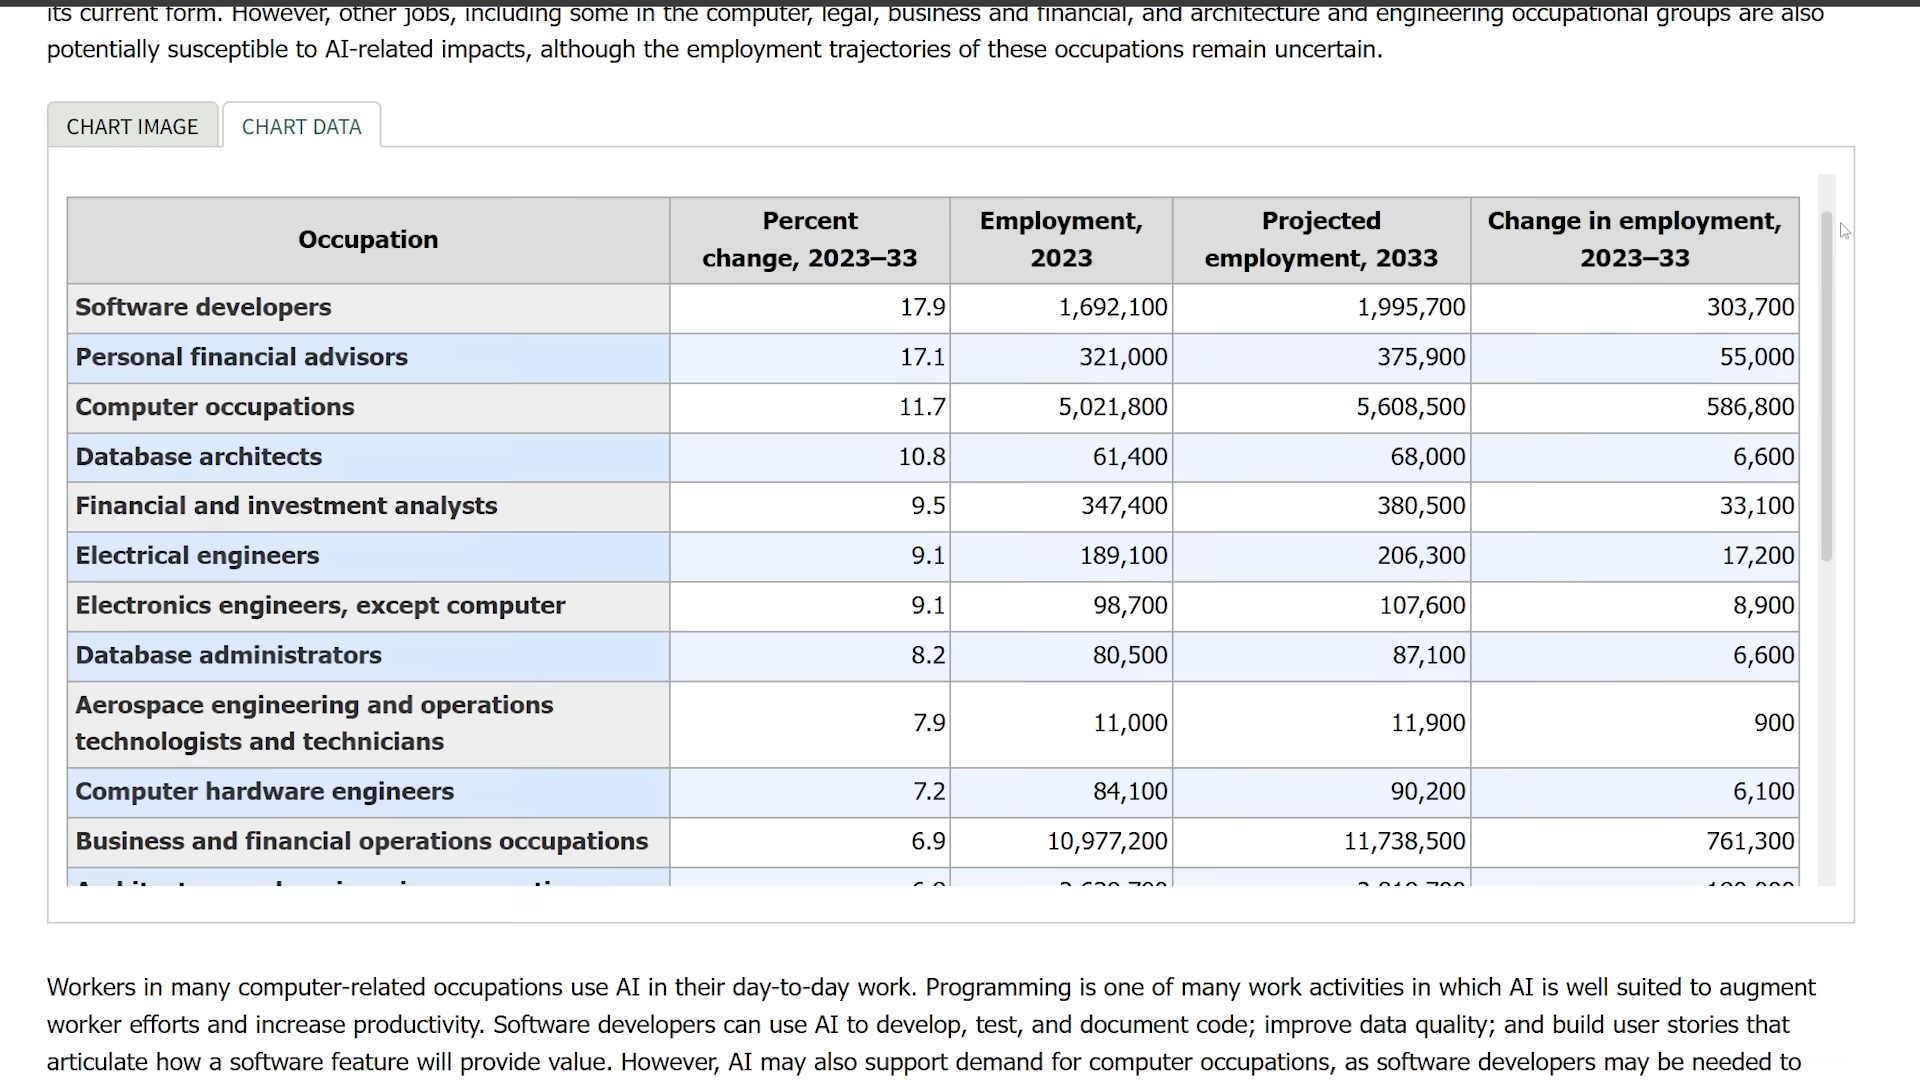 its current form. However, other jobs, including some in the computer, legal, business and financial, and architecture and engineering occupational groups are also
potentially susceptible to AI-related impacts, although the employment trajectories of these occupations remain uncertain.
CHART IMAGE CHART DATA
Occupation Percent change, 2023–33 Employment, 2023 Projected employment, 2033 Change in employment, 2023–33
Software developers 17.9 1,692,100 1,995,700 303,700
Personal financial advisors 17.1 321,000 375,900 55,000
Computer occupations 11.7 5,021,800 5,608,500 586,800
Database architects 10.8 61,400 68,000 6,600
Financial and investment analysts 9.5 347,400 380,500 33,100
Electrical engineers 9.1 189,100 206,300 17,200
Electronics engineers, except computer 9.1 98,700 107,600 8,900
Database administrators 8.2 80,500 87,100 6,600
Aerospace engineering and operations technologists and technicians 7.9 11,000 11,900 900
Computer hardware engineers 7.2 84,100 90,200 6,100
Business and financial operations occupations 6.9 10,977,200 11,738,500 761,300
Workers in many computer-related occupations use AI in their day-to-day work. Programming is one of many work activities in which AI is well suited to augment
worker efforts and increase productivity. Software developers can use AI to develop, test, and document code; improve data quality; and build user stories that
articulate how a software feature will provide value. However, AI may also support demand for computer occupations, as software developers may be needed to